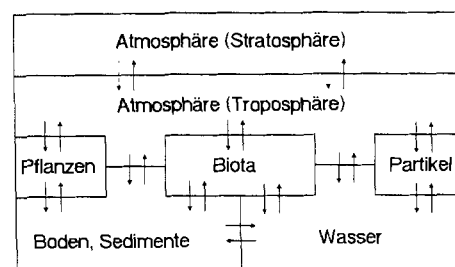 Atmosphäre (Stratosphäre)
Atmosphäre (Troposphäre)
Pflanzen Biota Partikel
Boden, Sedimente Wasser